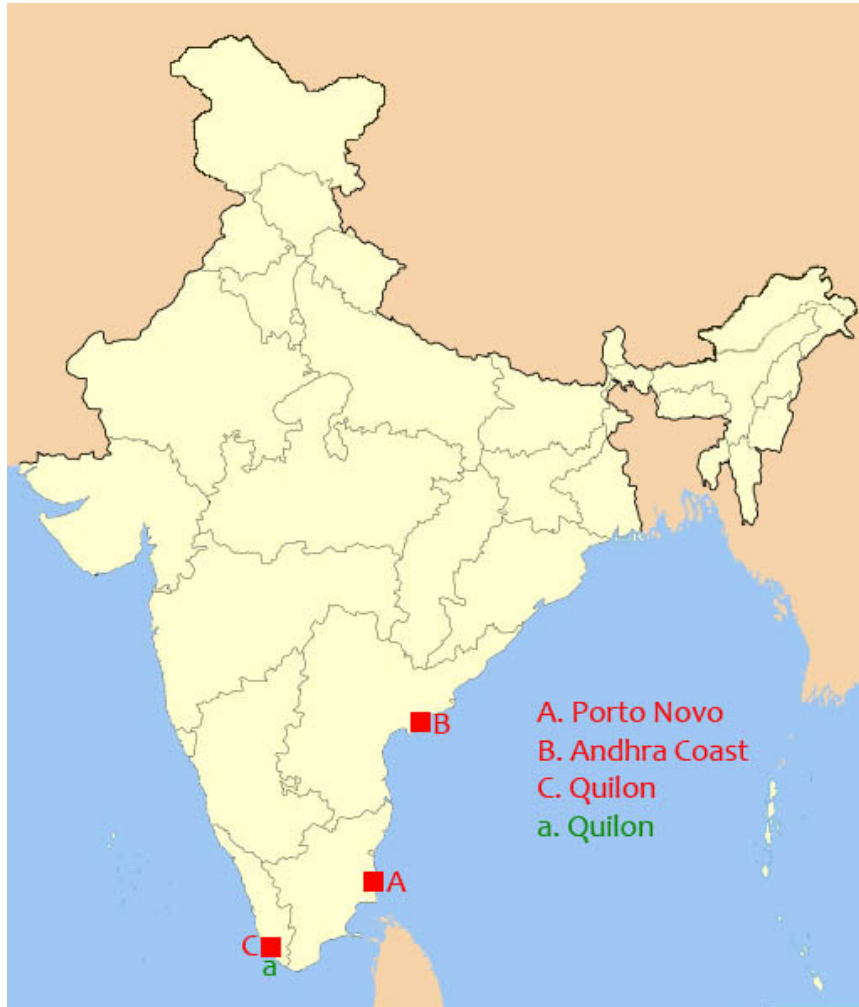 B
A. Porto Novo
B. Andhra Coast
C. Quilon
a. Quilon
A
C
a